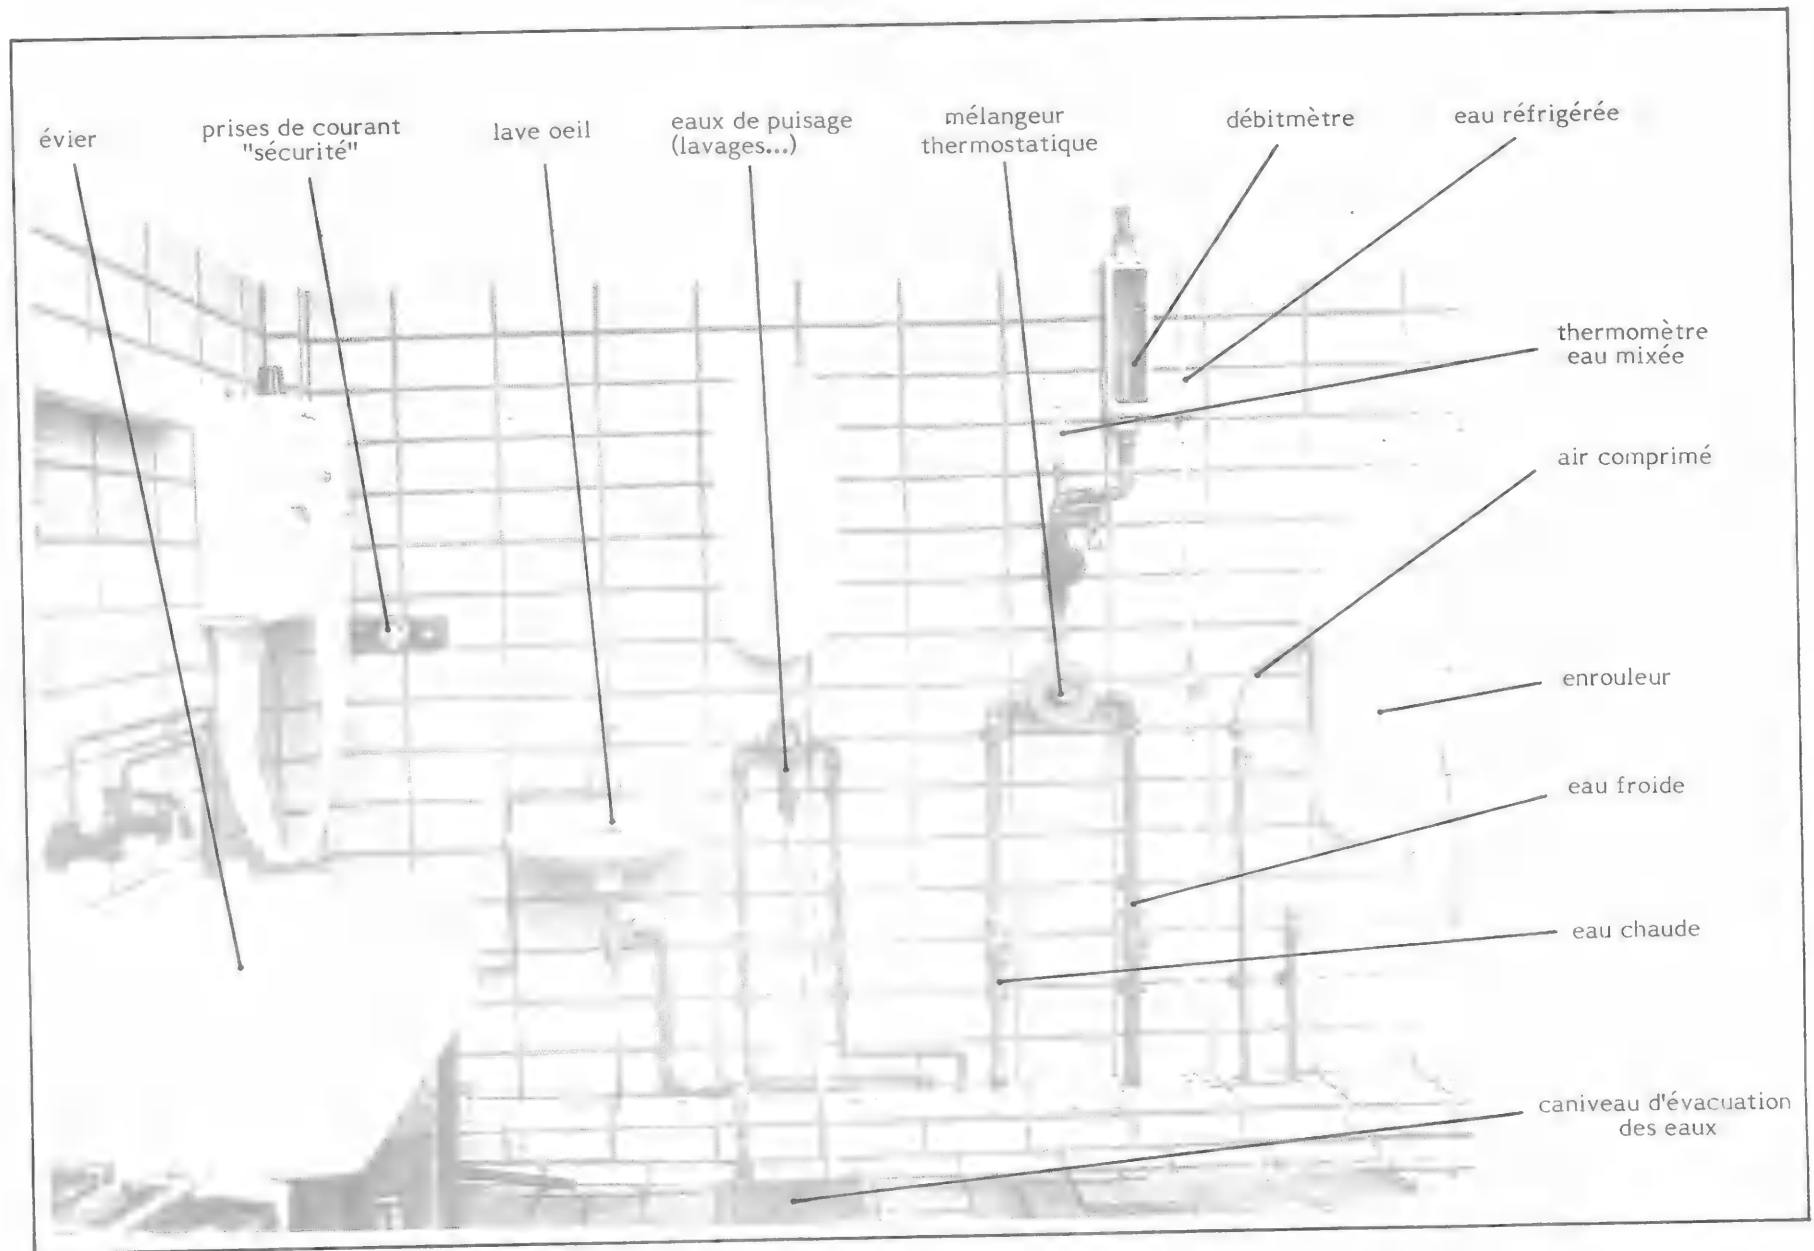 évier
prises de courant
"sécurité"
lave oeil
eaux de puisage
(lavages...)
mélangeur
thermostatique
débitmètre
eau réfrigérée
thermomètre
eau mixée
air comprimé
enrouleur
eau froide
eau chaude
caniveau d'évacuation
des eaux